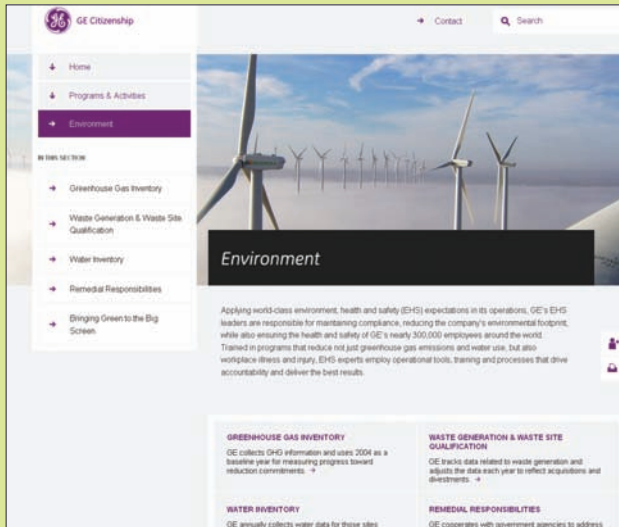 GE Citizenship
Contact
Search
Home
Programs & Activities
Environment
IN THIS SECTION
Greenhouse Gas Inventory
Waste Generation & Waste Site
Qualification
Water Inventory
Remedial Responsibilities
Bringing Green to the Big
Screen
Environment
Applying world-class environment, health and safety (EHS) expectations in its operations, GE's EHS
leaders are responsible for maintaining compliance, reducing the company's environmental footprint,
while also ensuring the health and safety of GE's nearly 300,000 employees around the world.
Trained in programs that reduce not just greenhouse gas emissions and water use, but also
workplace illness and injury, EHS experts employ operational tools, training and processes that drive
accountability and deliver the best results.
GREENHOUSE GAS INVENTORY
GE collects GHG information and uses 2004 as a
baseline year for measuring progress toward
reduction commitments.
WASTE GENERATION & WASTE SITE
QUALIFICATION
GE tracks data related to waste generation and
adjusts the data each year to reflect acquisitions and
divestments.
WATER INVENTORY
GE annually collects water data for those sites
REMEDIAL RESPONSIBILITIES
GE cooperates with government agencies to address